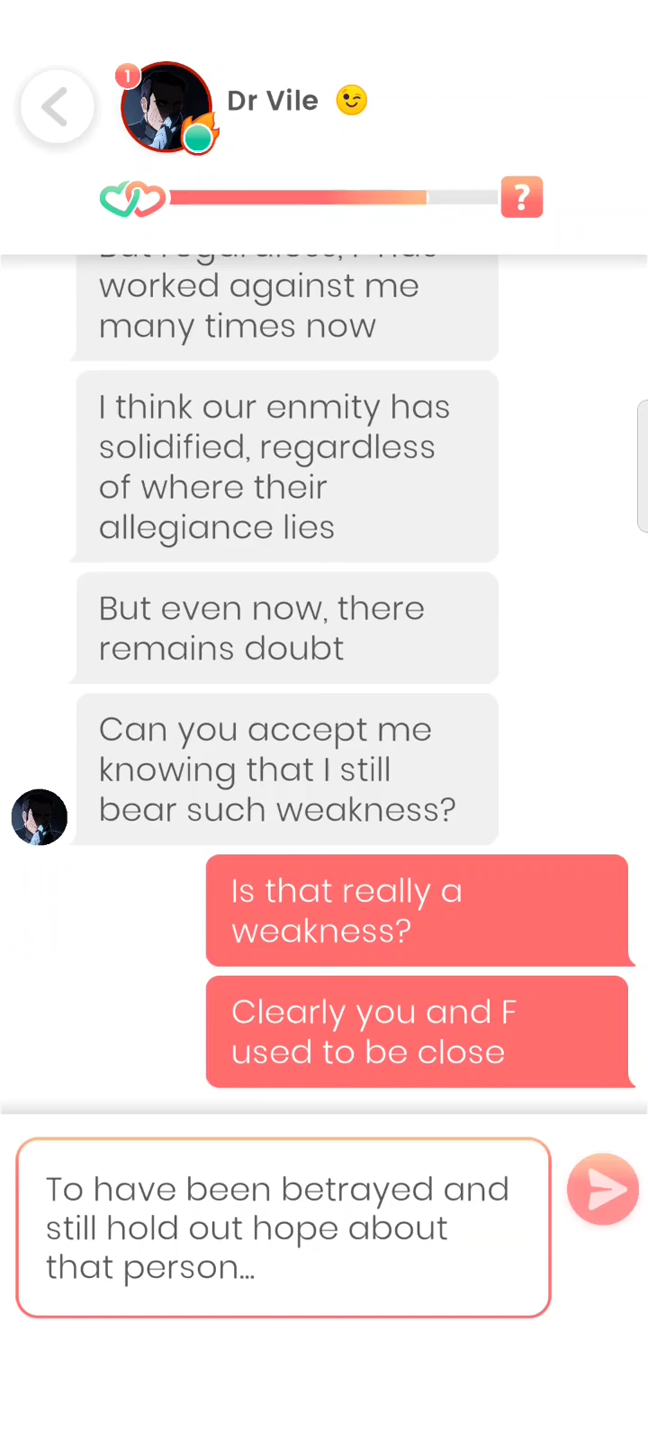 1
Dr Vile 😉
?
worked against me
many times now
I think our enmity has
solidified, regardless
of where their
allegiance lies
But even now, there
remains doubt
Can you accept me
knowing that I still
bear such weakness?
Is that really a
weakness?
Clearly you and F
used to be close
To have been betrayed and
still hold out hope about
that person...